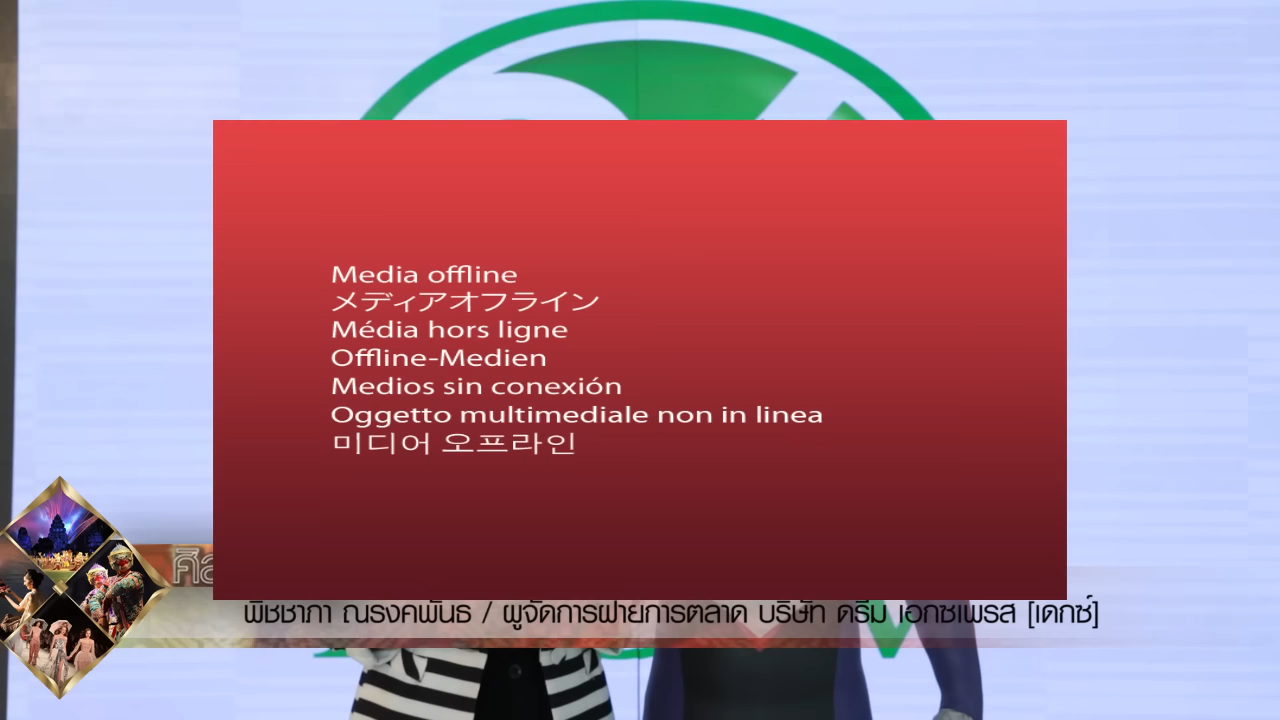 Media offline
メディアオフライン
Média hors ligne
Offline-Medien
Medios sin conexión
Oggetto multimediale non in linea
미디어 오프라인
ศิล
พิชชาภา ณรงค์พันธ์ / ผู้จัดการฝ่ายการตลาด บริษัท ดรีม เอกซ์เพรส [เดกซ์]